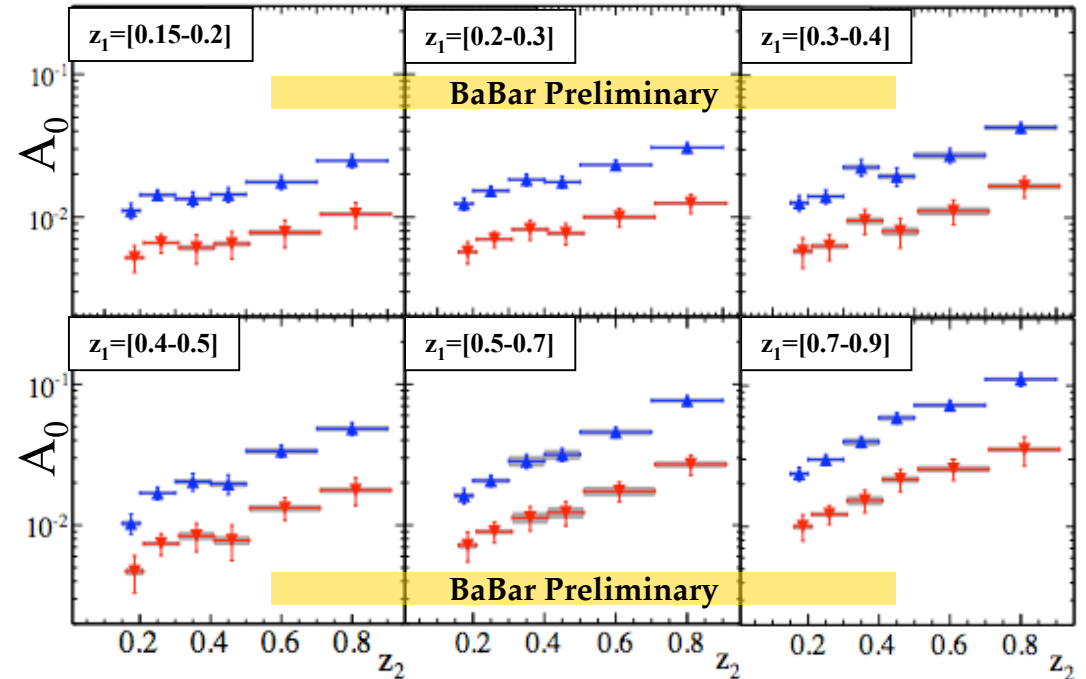 z₁=[0.15-0.2] z₁=[0.2-0.3] z₁=[0.3-0.4]
10⁻¹
BaBar Preliminary
A₀
10⁻²
z₁=[0.4-0.5] z₁=[0.5-0.7] z₁=[0.7-0.9]
10⁻¹
A₀
10⁻²
BaBar Preliminary
0.2 0.4 0.6 0.8 0.2 0.4 0.6 0.8 0.2 0.4 0.6 0.8
z₂ z₂ z₂